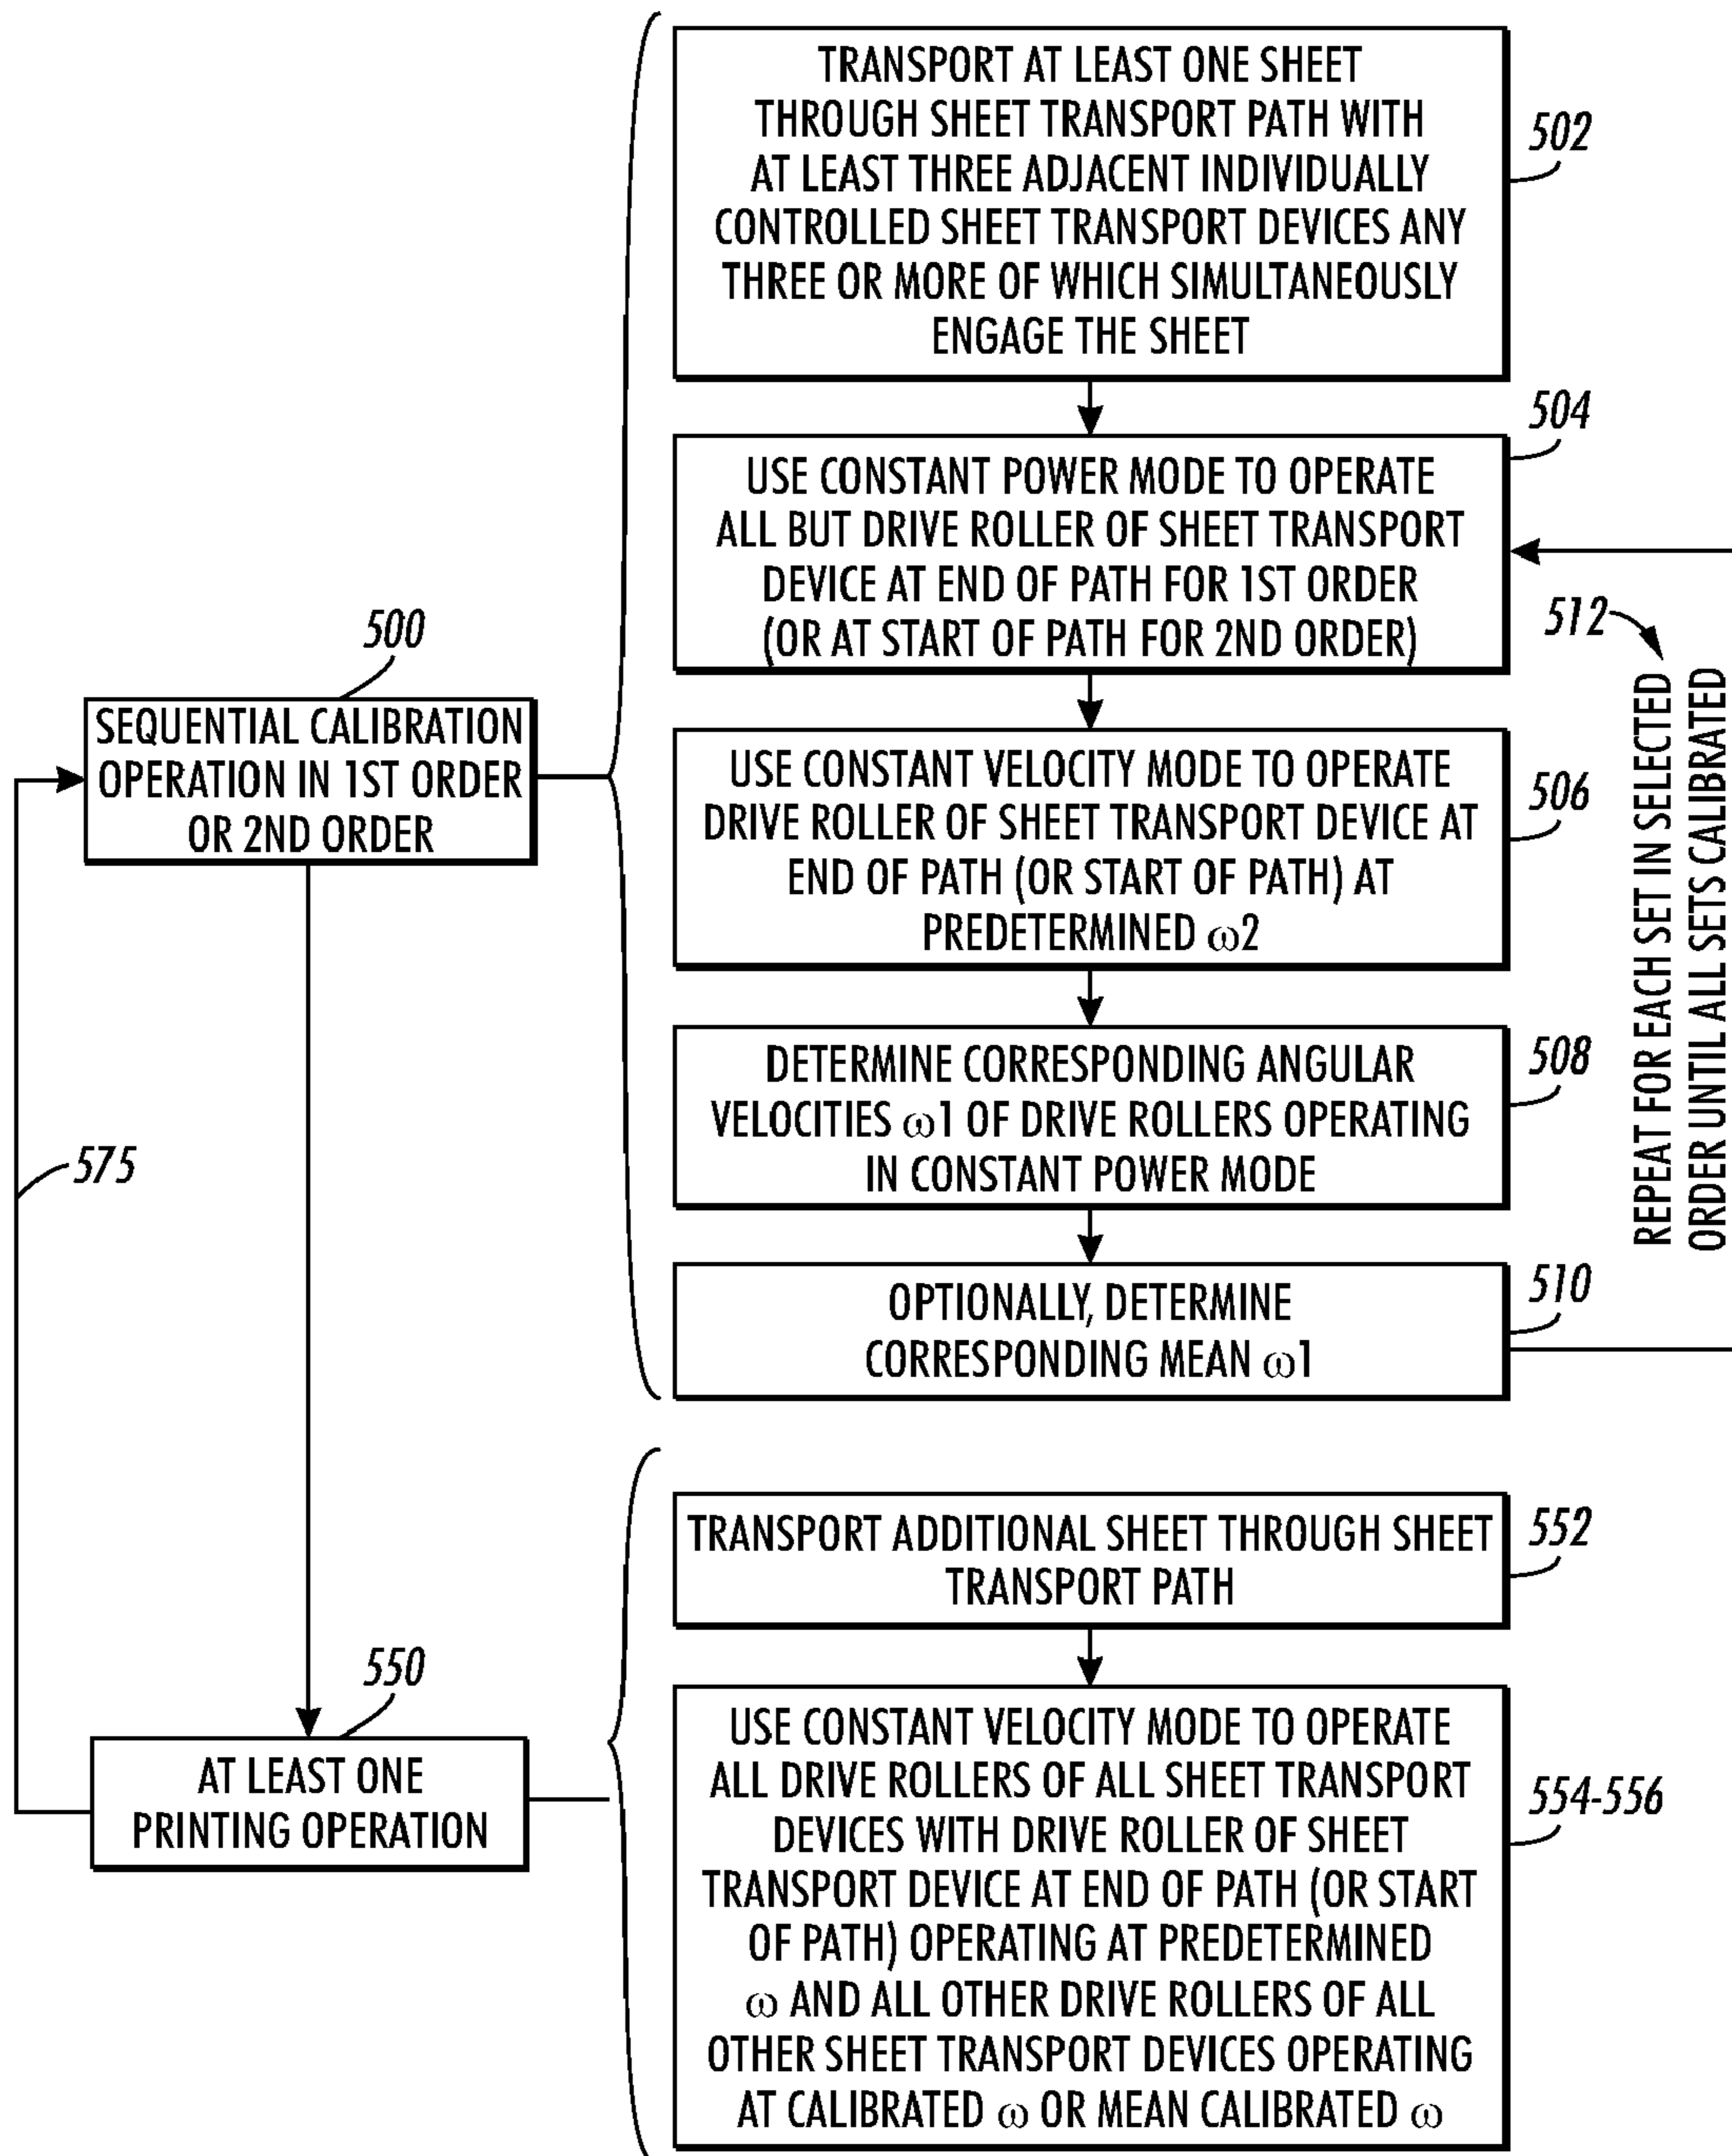 TRANSPORT AT LEAST ONE SHEET
THROUGH SHEET TRANSPORT PATH WITH
AT LEAST THREE ADJACENT INDIVIDUALLY
CONTROLLED SHEET TRANSPORT DEVICES ANY
THREE OR MORE OF WHICH SIMULTANEOUSLY
ENGAGE THE SHEET
502
504
USE CONSTANT POWER MODE TO OPERATE
ALL BUT DRIVE ROLLER OF SHEET TRANSPORT
DEVICE AT END OF PATH FOR 1ST ORDER
(OR AT START OF PATH FOR 2ND ORDER)
512
REPEAT FOR EACH SET IN SELECTED
ORDER UNTIL ALL SETS CALIBRATED
500
SEQUENTIAL CALIBRATION
OPERATION IN 1ST ORDER
OR 2ND ORDER
USE CONSTANT VELOCITY MODE TO OPERATE
DRIVE ROLLER OF SHEET TRANSPORT DEVICE AT
END OF PATH (OR START OF PATH) AT
PREDETERMINED ω2
506
DETERMINE CORRESPONDING ANGULAR
VELOCITIES ω1 OF DRIVE ROLLERS OPERATING
IN CONSTANT POWER MODE
508
575
OPTIONALLY, DETERMINE
CORRESPONDING MEAN ω1
510
TRANSPORT ADDITIONAL SHEET THROUGH SHEET
TRANSPORT PATH
552
550
AT LEAST ONE
PRINTING OPERATION
USE CONSTANT VELOCITY MODE TO OPERATE
ALL DRIVE ROLLERS OF ALL SHEET TRANSPORT
DEVICES WITH DRIVE ROLLER OF SHEET
TRANSPORT DEVICE AT END OF PATH (OR START
OF PATH) OPERATING AT PREDETERMINED
ω AND ALL OTHER DRIVE ROLLERS OF ALL
OTHER SHEET TRANSPORT DEVICES OPERATING
AT CALIBRATED ω OR MEAN CALIBRATED ω
554-556